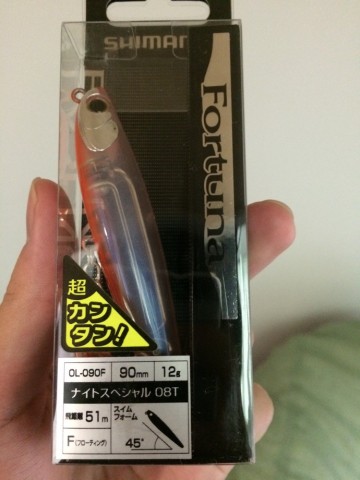 SHIMAN
Fortuna
超
カン
タン!
OL-090F 90mm 12g
ナイトスペシャル 08T
飛距離 51m
スイム
フォーム
F(フローティング)
45°